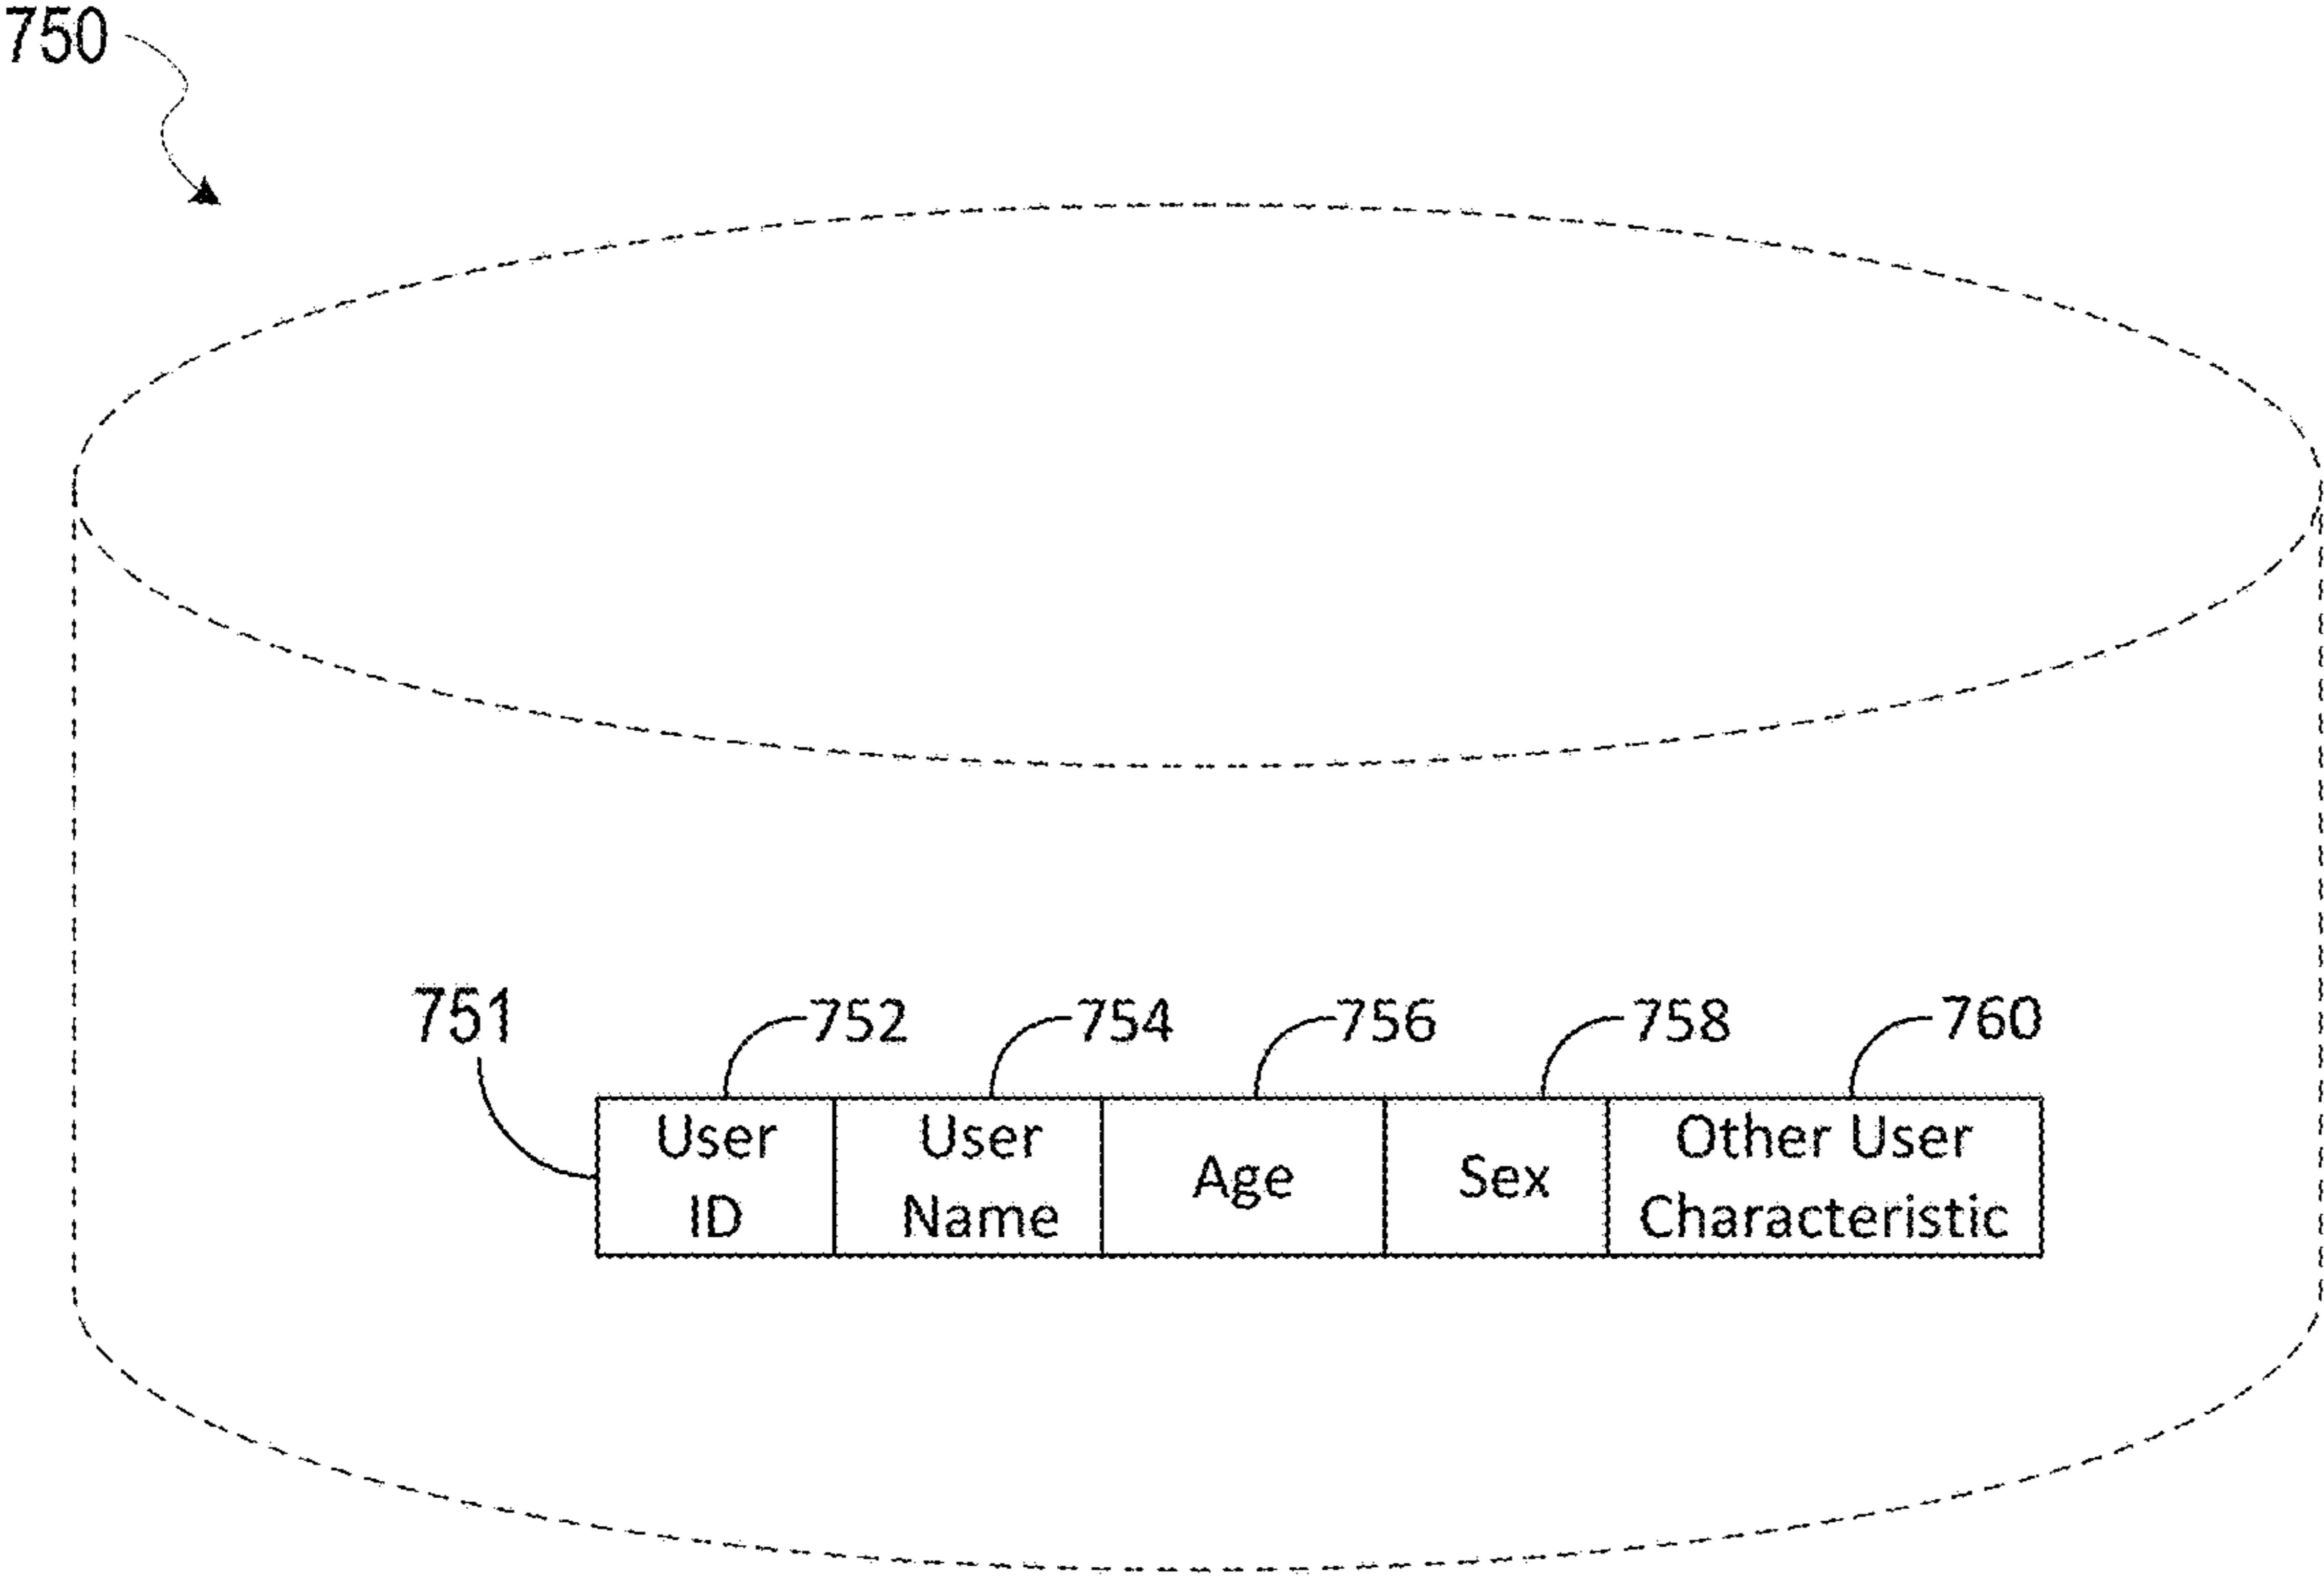 750
751
752
754
756
758
760
User
ID
User
Name
Age
Sex
Other User
Characteristic